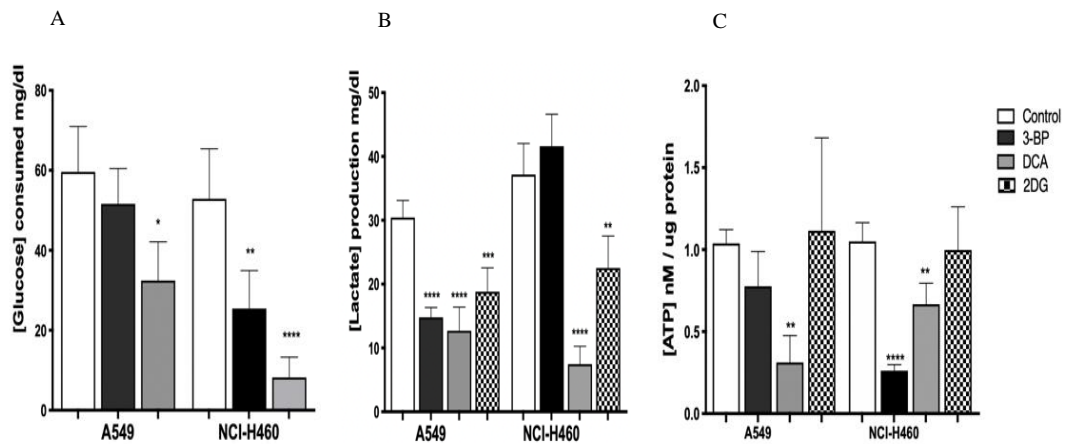 A
B
C
[Glucose] consumed mg/dl
80
60
40
20
0
*
**
****
A549
NCI-H460
[Lactate] production mg/dl
50
40
30
20
10
0
****
****
***
****
**
A549
NCI-H460
[ATP] nM / ug protein
2.0
1.5
1.0
0.5
0.0
**
****
**
A549
NCI-H460
Control
3-BP
DCA
2DG